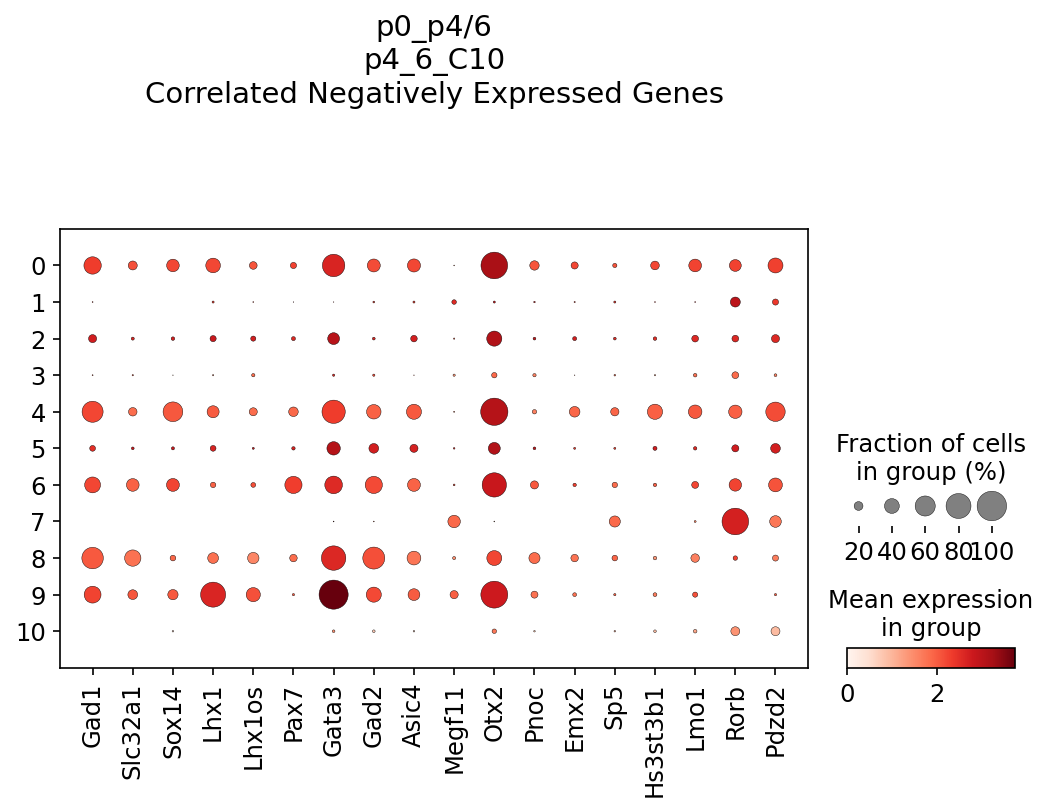 p0_p4/6
p4_6_C10
Correlated Negatively Expressed Genes
0
1
2
3
4
5
6
7
8
9
10
Gad1
Slc32a1
Sox14
Lhx1
Lhx1os
Pax7
Gata3
Gad2
Asic4
Megf11
Otx2
Pnoc
Emx2
Sp5
Hs3st3b1
Lmo1
Rorb
Pdzd2
Fraction of cells
in group (%)
20 40 60 80 100
Mean expression
in group
0 2